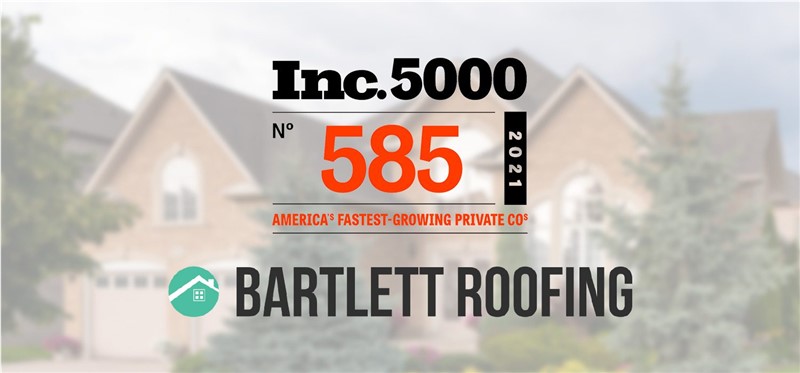 Inc. 5000
Nº 585 2021
AMERICA'S FASTEST-GROWING PRIVATE COS
BARTLETT ROOFING